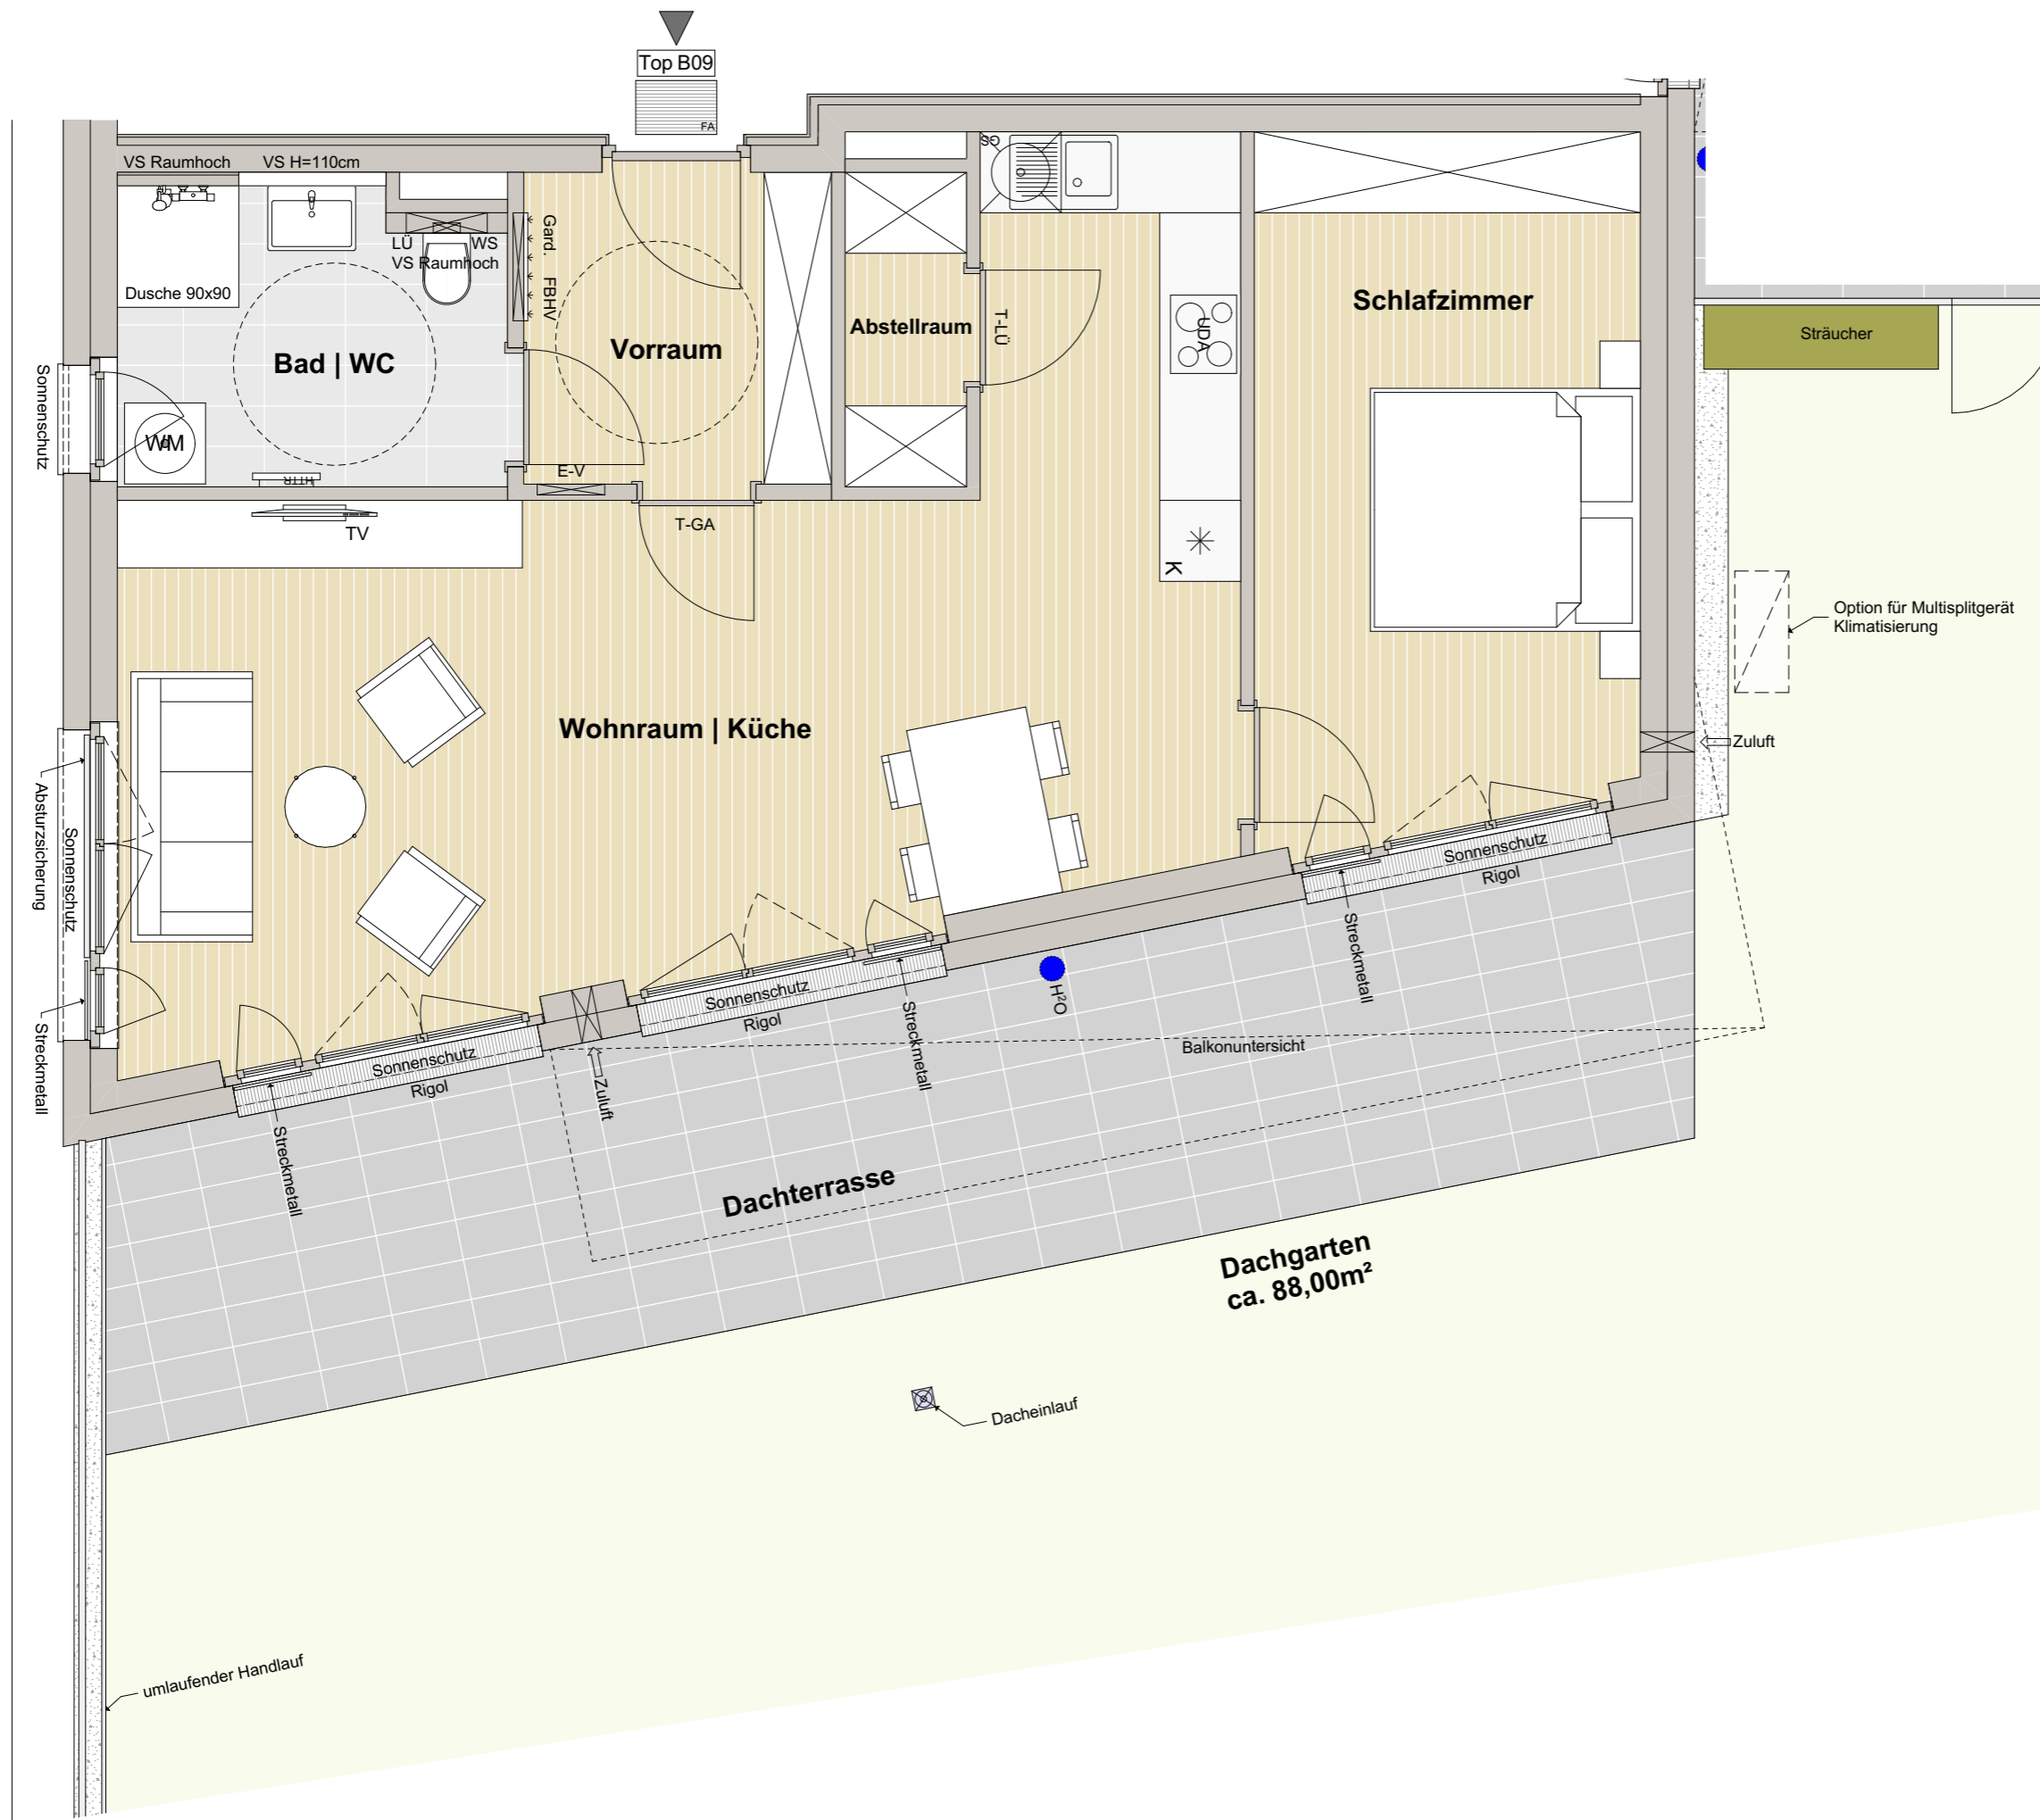 Top B09
FA
VS Raumhoch
VS H=110cm
GS
LÜ
WS
VS Raumhoch
Gard.
FBHV
Dusche 90x90
Schlafzimmer
Abstellraum
T-LÜ
UDA
Sträucher
Bad | WC
Vorraum
Sonnenschutz
WM
E-V
HTTR
TV
T-GA
K
Option für Multisplitgerät
Klimatisierung
Wohnraum | Küche
Zuluft
Absturzsicherung
Sonnenschutz
Streckmetall
Sonnenschutz
Rigol
Streckmetall
Sonnenschutz
Rigol
Streckmetall
H²O
Balkonuntersicht
Sonnenschutz
Rigol
Zuluft
Streckmetall
Dachterrasse
Dachgarten
ca. 88,00m²
Dacheinlauf
umlaufender Handlauf